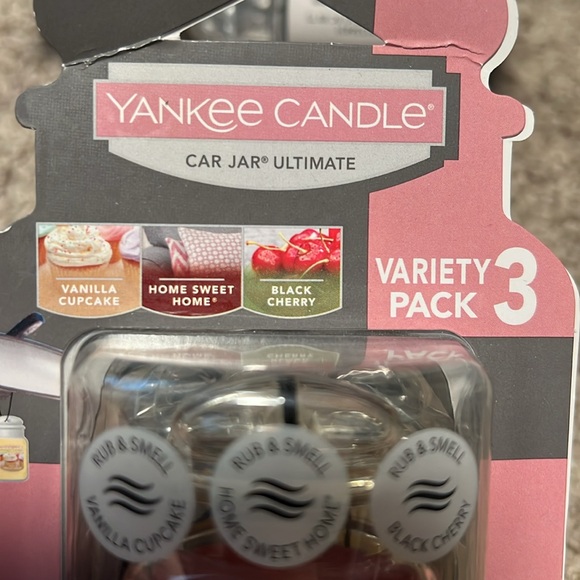 YANKEE CANDLE®
CAR JAR® ULTIMATE
VANILLA
CUPCAKE
HOME SWEET
HOME®
BLACK
CHERRY
VARIETY
PACK 3
RUB & SMELL
VANILLA CUPCAKE
RUB & SMELL
HOME SWEET HOME®
RUB & SMELL
BLACK CHERRY